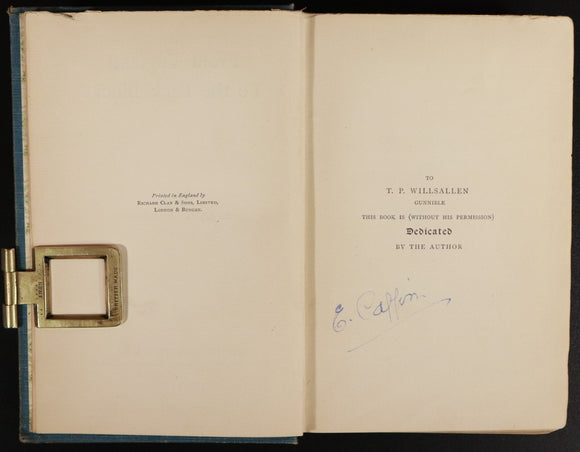 Printed in England by
Richard Clay & Sons, Limited,
London & Bungay.
TO
T. P. WILLSALLEN
GUNNIBLE
THIS BOOK IS (WITHOUT HIS PERMISSION)
Dedicated
BY THE AUTHOR
E. Caffin.